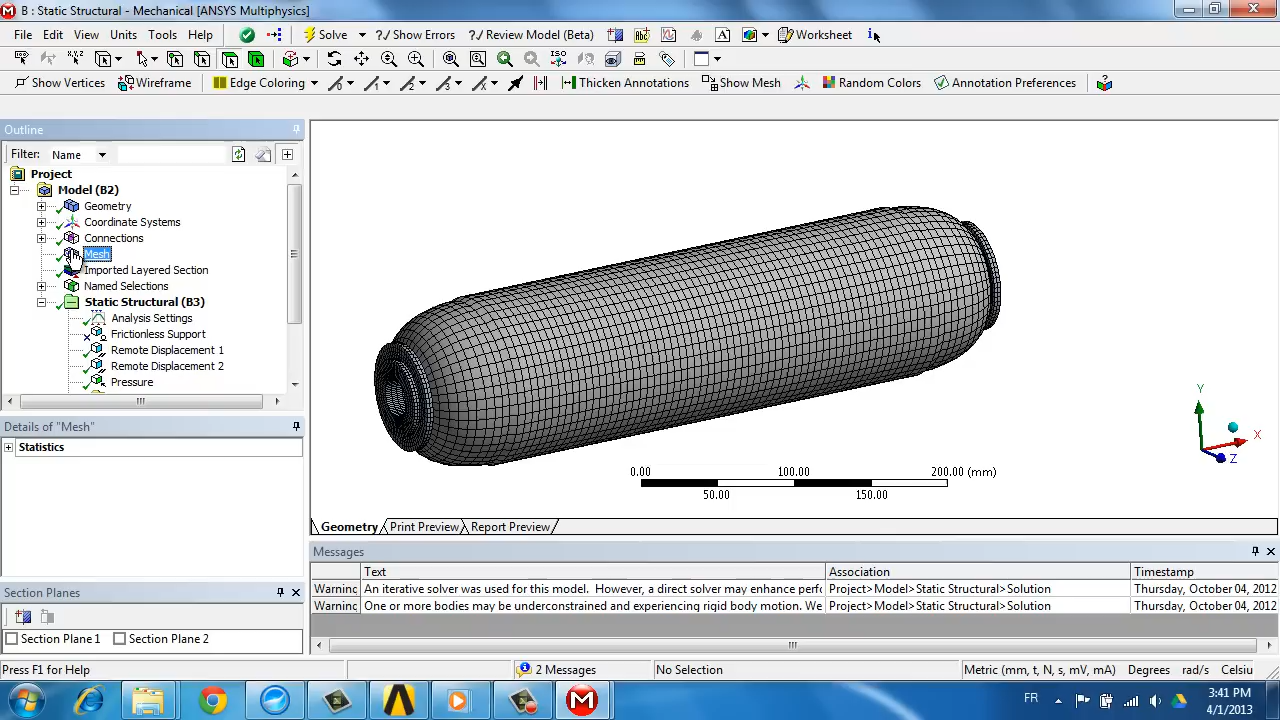 B : Static Structural - Mechanical [ANSYS Multiphysics]
File Edit View Units Tools Help Solve ?/ Show Errors ?/ Review Model (Beta) A Worksheet i
Show Vertices Wireframe Edge Coloring Thicken Annotations Show Mesh Random Colors Annotation Preferences
Outline
Filter: Name
Project
Model (B2)
Geometry
Coordinate Systems
Connections
Mesh
Imported Layered Section
Named Selections
Static Structural (B3)
Analysis Settings
Frictionless Support
Remote Displacement 1
Remote Displacement 2
Pressure
Details of "Mesh"
Statistics
Section Planes
Section Plane 1 Section Plane 2
Y
X
Z
0.00 100.00 200.00 (mm)
50.00 150.00
Geometry Print Preview Report Preview
Messages
Text Association Timestamp
Warninc An iterative solver was used for this model. However, a direct solver may enhance perfc Project>Model>Static Structural>Solution Thursday, October 04, 2012
Warninc One or more bodies may be underconstrained and experiencing rigid body motion. We Project>Model>Static Structural>Solution Thursday, October 04, 2012
Press F1 for Help 2 Messages No Selection Metric (mm, t, N, s, mV, mA) Degrees rad/s Celsiu
FR 3:41 PM
4/1/2013